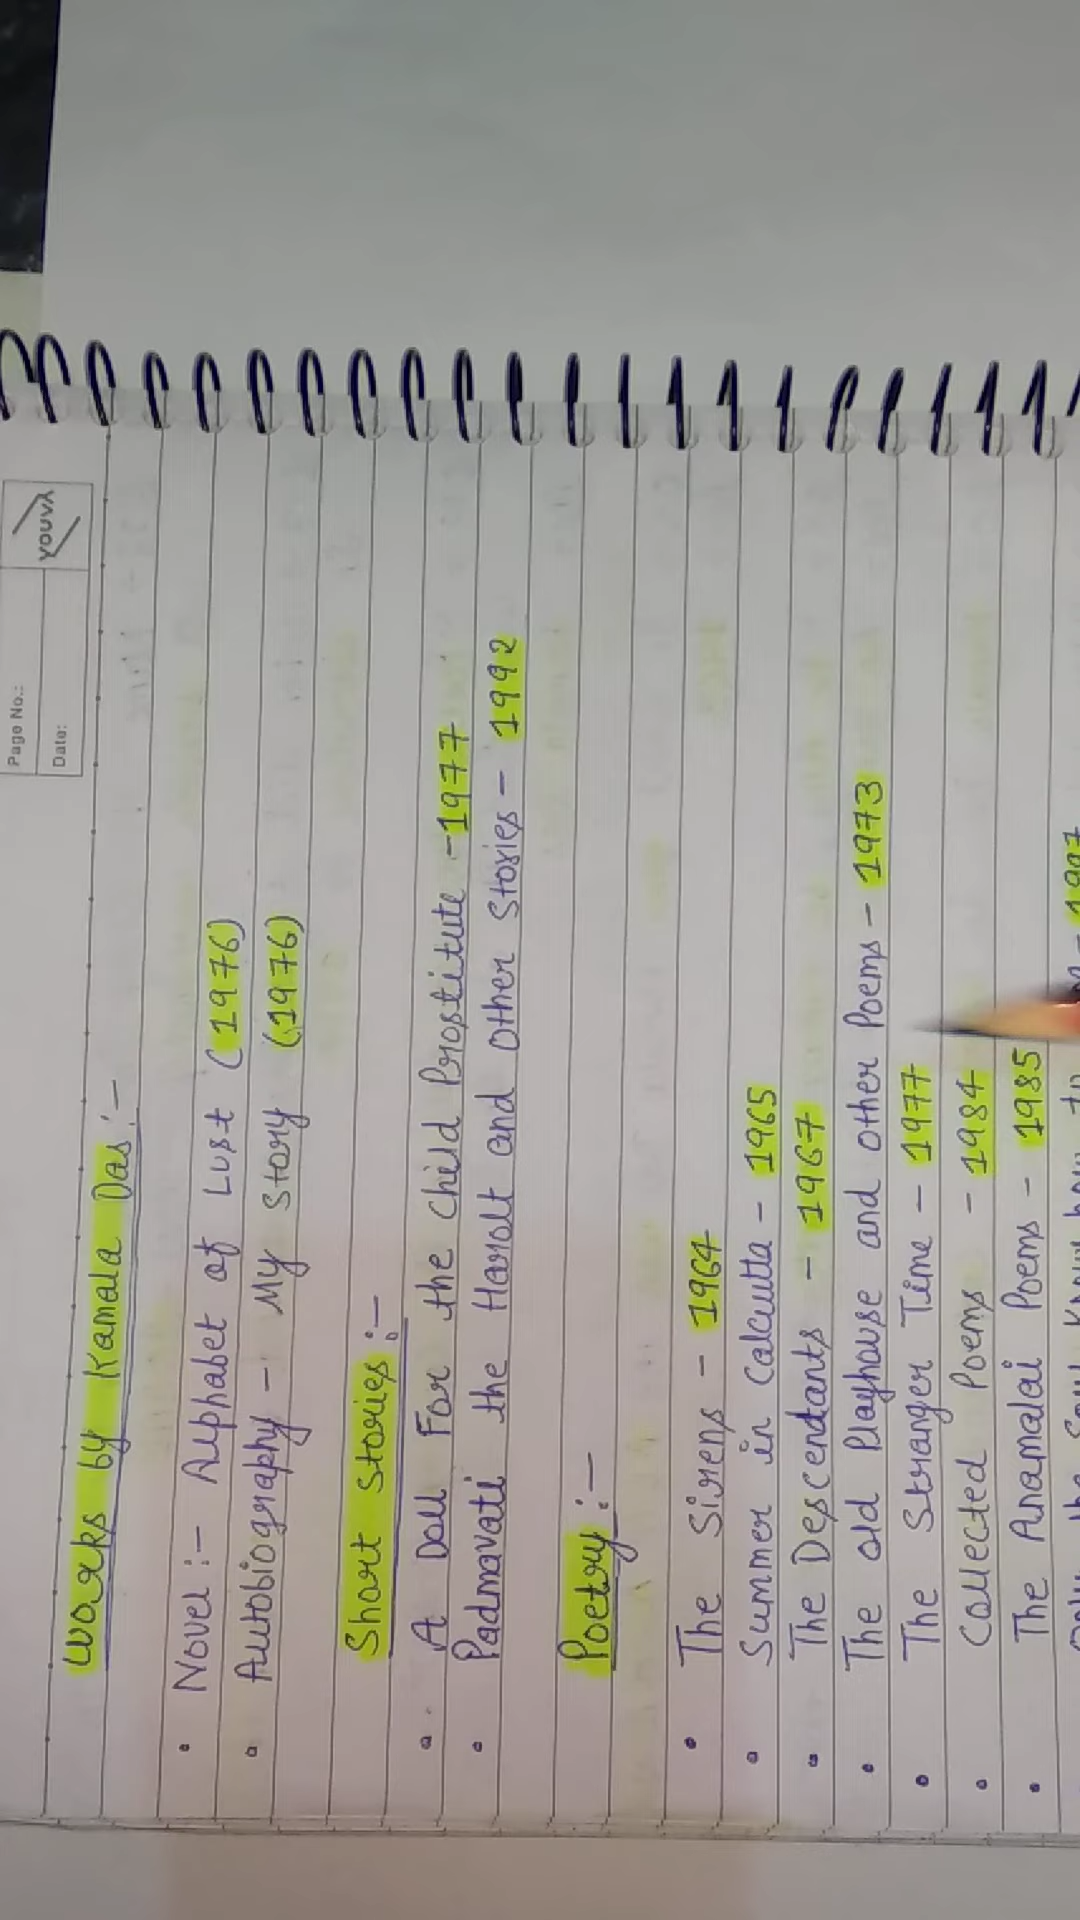 Page No.:
Date:
YOUVA
Works by Kamala Das:-
• Novel:- Alphabet of Lust (1976)
• Autobiography - My Story (1976)
Short Stories:-
• A Doll For the Child Prostitute - 1977
• Padmavati the Harolt and Other Stories - 1992
Poetry:-
• The Sirens - 1964
• Summer in Calcutta - 1965
• The Descendants - 1967
• The old Playhouse and other Poems - 1973
• The Stranger Time - 1977
• Collected Poems - 1984
• The Anamalai Poems - 1985
the Soul